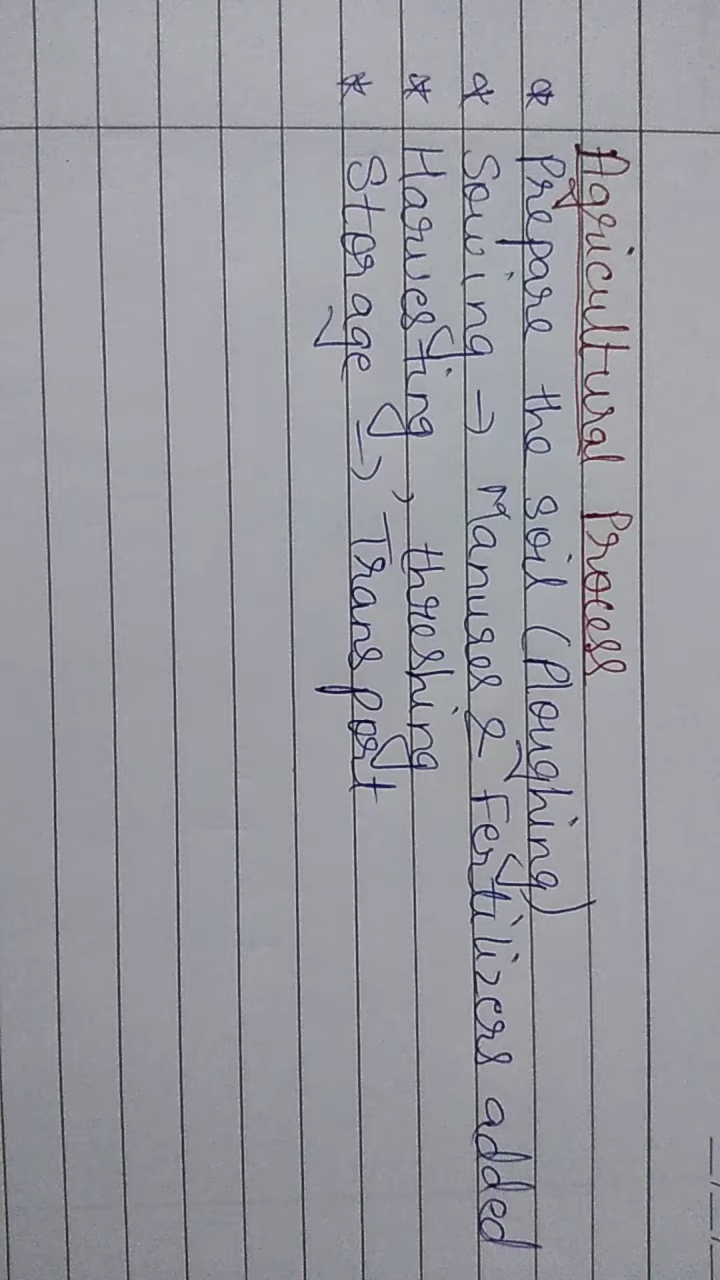 Agricultural Process
* Prepare the soil (Ploughing)
* Sowing → Manures & Fertilizers added
* Harvesting, threshing
* Storage → Transport